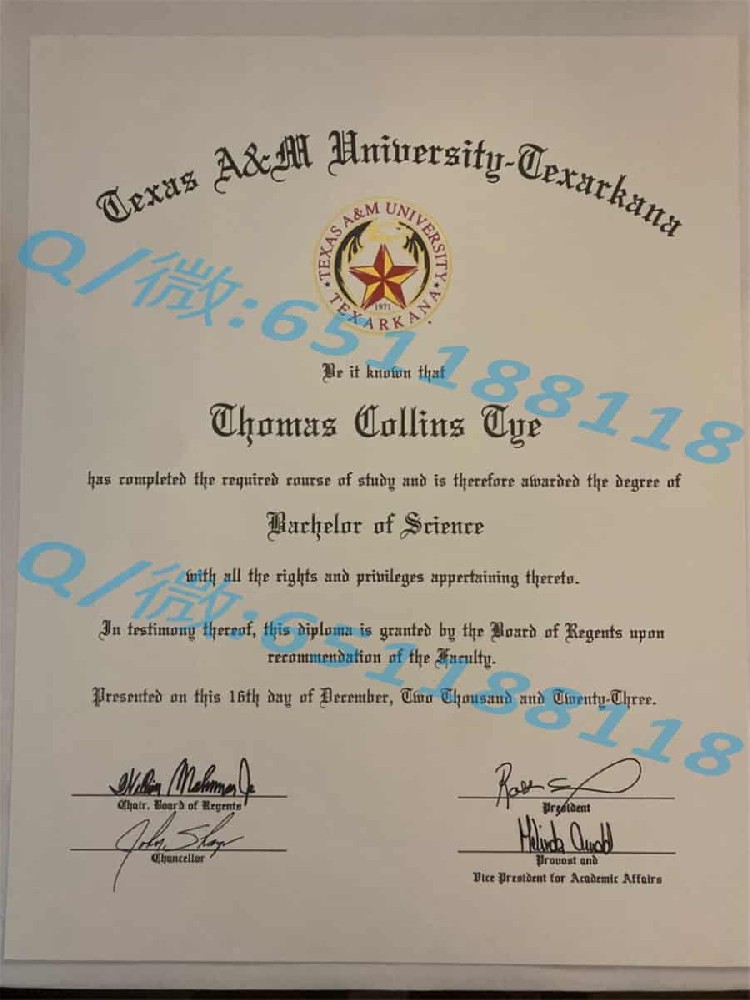 Texas A&M University-Texarkana
TEXAS A&M UNIVERSITY
1971
TEXARKANA
Q/微:651188118
Be it known that
Thomas Collins Tye
has completed the required course of study and is therefore awarded the degree of
Bachelor of Science
Q/微:651188118
with all the rights and privileges appertaining thereto.
In testimony thereof, this diploma is granted by the Board of Regents upon
recommendation of the Faculty.
Presented on this 16th day of December, Two Thousand and Twenty-Three.
Chair, Board of Regents
President
John Sharp
Chancellor
Provost and
Vice President for Academic Affairs